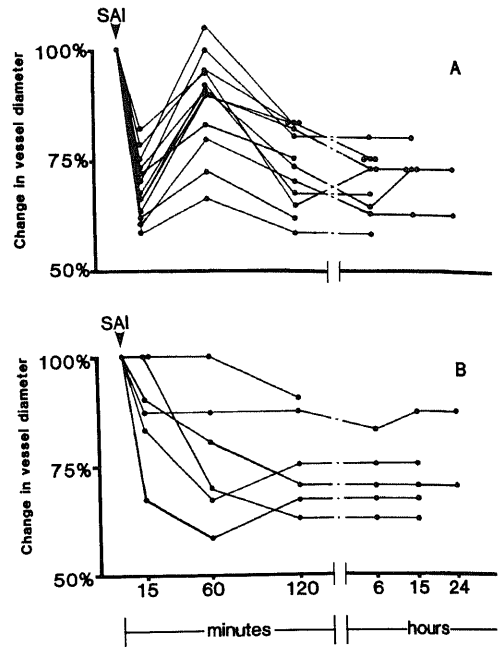 SAI
100%
A
Change in vessel diameter
75%
50%
SAI
100%
B
Change in vessel diameter
75%
50%
15 60 120 6 15 24
minutes hours